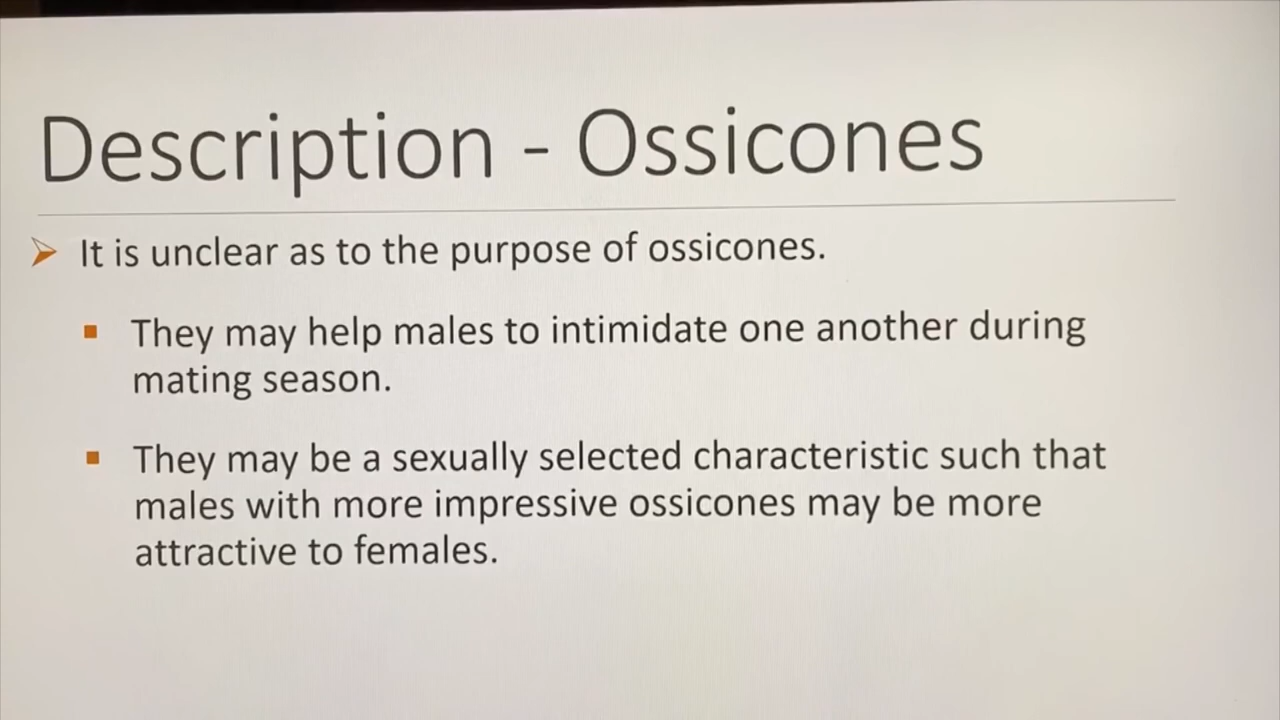 Description - Ossicones
It is unclear as to the purpose of ossicones.
They may help males to intimidate one another during
mating season.
They may be a sexually selected characteristic such that
males with more impressive ossicones may be more
attractive to females.